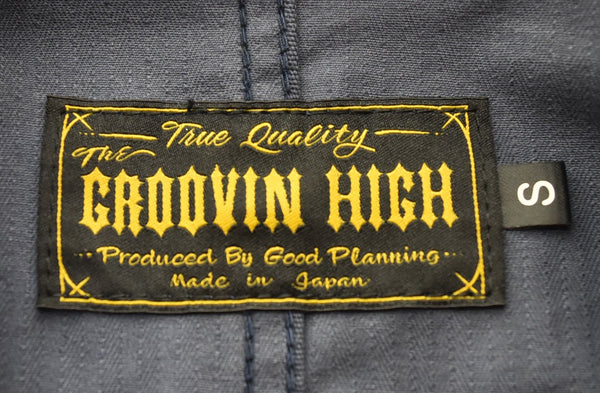 True Quality
The
GROOVIN HIGH
Produced By Good Planning
Made in Japan
S